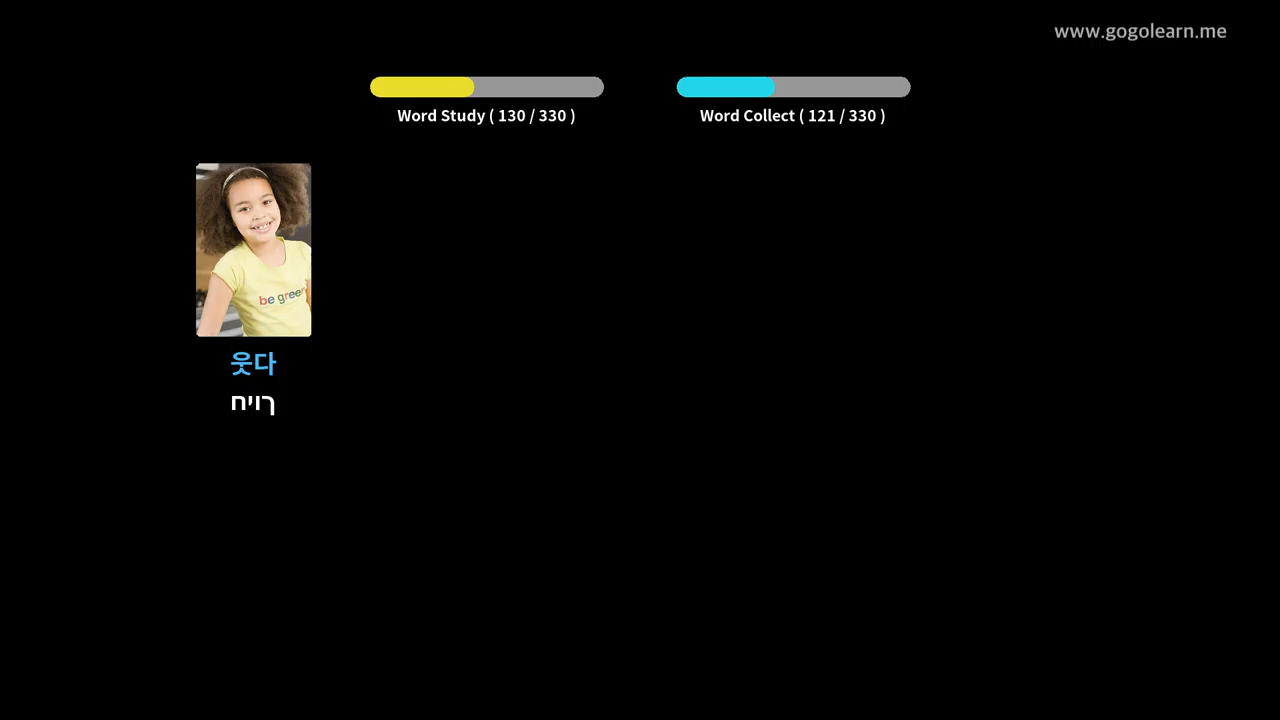 www.gogolearn.me
Word Study ( 130 / 330 )
Word Collect ( 121 / 330 )
be green
웃다
חיוך